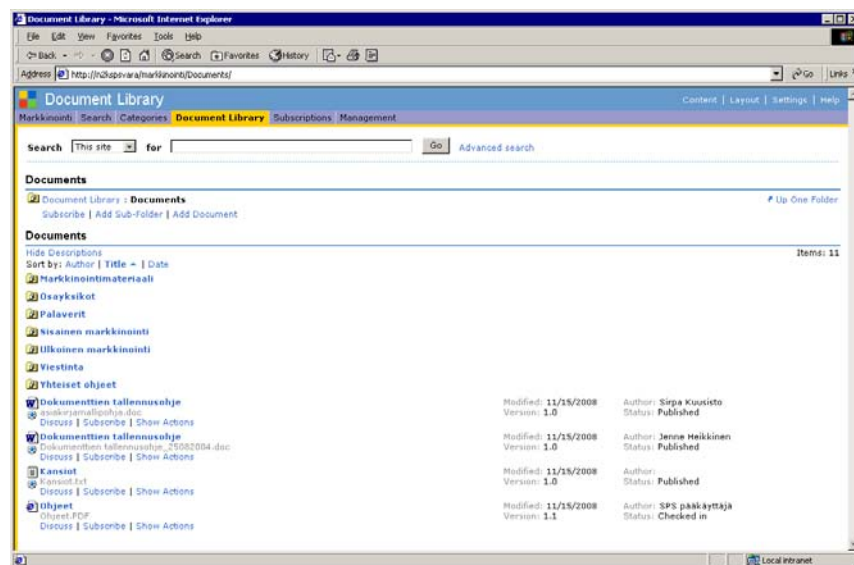 Document Library - Microsoft Internet Explorer
File Edit View Favorites Tools Help
Back Search Favorites History
Address http://n2kspsvara/markkinointi/Documents/ Go Links
Document Library Content | Layout | Settings | Help
Markkinointi Search Categories Document Library Subscriptions Management
Search This site for Go Advanced search
Documents
Document Library : Documents Up One Folder
Subscribe | Add Sub-Folder | Add Document
Documents
Hide Descriptions Items: 11
Sort by: Author | Title | Date
Markkinointimateriaali
Osayksikot
Palaverit
Sisainen markkinointi
Ulkoinen markkinointi
Viestinta
Yhteiset ohjeet
Dokumenttien tallennusohje Modified: 11/15/2008 Author: Sirpa Kuusisto
asiakirjamallipohja.doc Version: 1.0 Status: Published
Discuss | Subscribe | Show Actions
Dokumenttien tallennusohje Modified: 11/15/2008 Author: Jenne Heikkinen
Dokumenttien tallennusohje_25082004.doc Version: 1.0 Status: Published
Discuss | Subscribe | Show Actions
Kansiot Modified: 11/15/2008 Author:
Kansiot.txt Version: 1.0 Status: Published
Discuss | Subscribe | Show Actions
Ohjeet Modified: 11/15/2008 Author: SPS pääkäyttäjä
Ohjeet.PDF Version: 1.1 Status: Checked in
Discuss | Subscribe | Show Actions
Local intranet